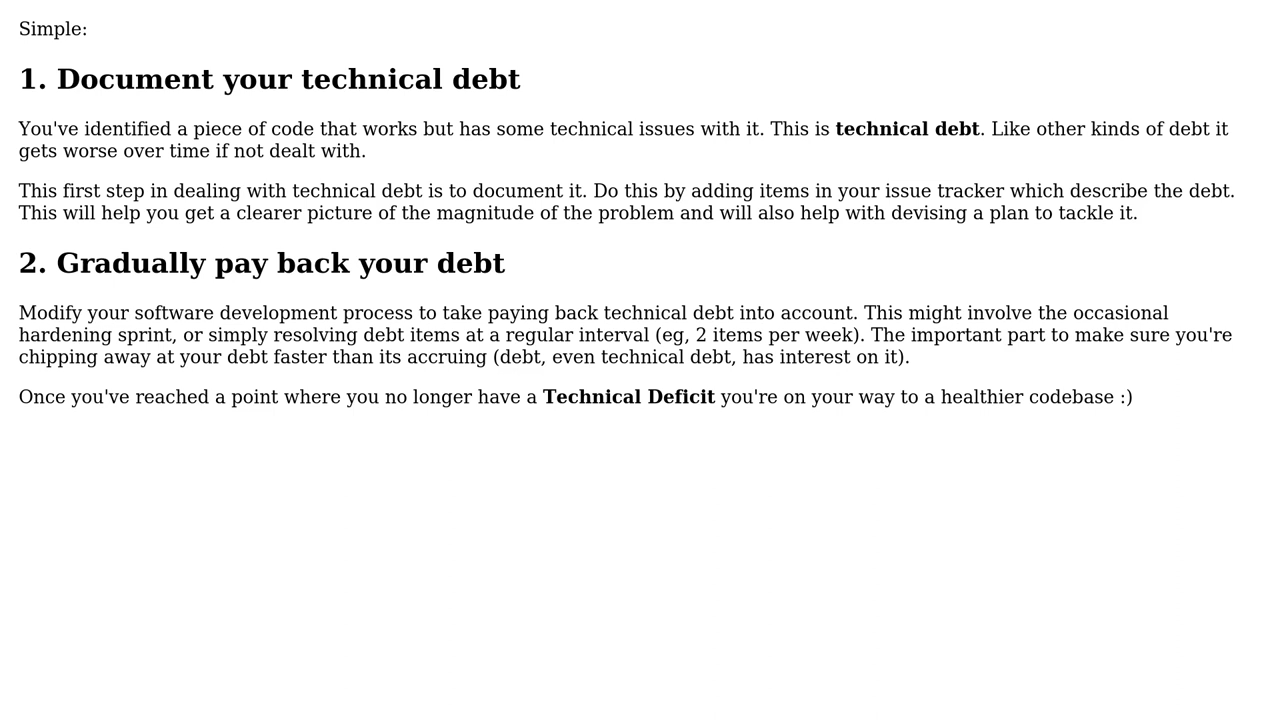 Simple:
1. Document your technical debt
You've identified a piece of code that works but has some technical issues with it. This is technical debt. Like other kinds of debt it
gets worse over time if not dealt with.
This first step in dealing with technical debt is to document it. Do this by adding items in your issue tracker which describe the debt.
This will help you get a clearer picture of the magnitude of the problem and will also help with devising a plan to tackle it.
2. Gradually pay back your debt
Modify your software development process to take paying back technical debt into account. This might involve the occasional
hardening sprint, or simply resolving debt items at a regular interval (eg, 2 items per week). The important part to make sure you're
chipping away at your debt faster than its accruing (debt, even technical debt, has interest on it).
Once you've reached a point where you no longer have a Technical Deficit you're on your way to a healthier codebase :)